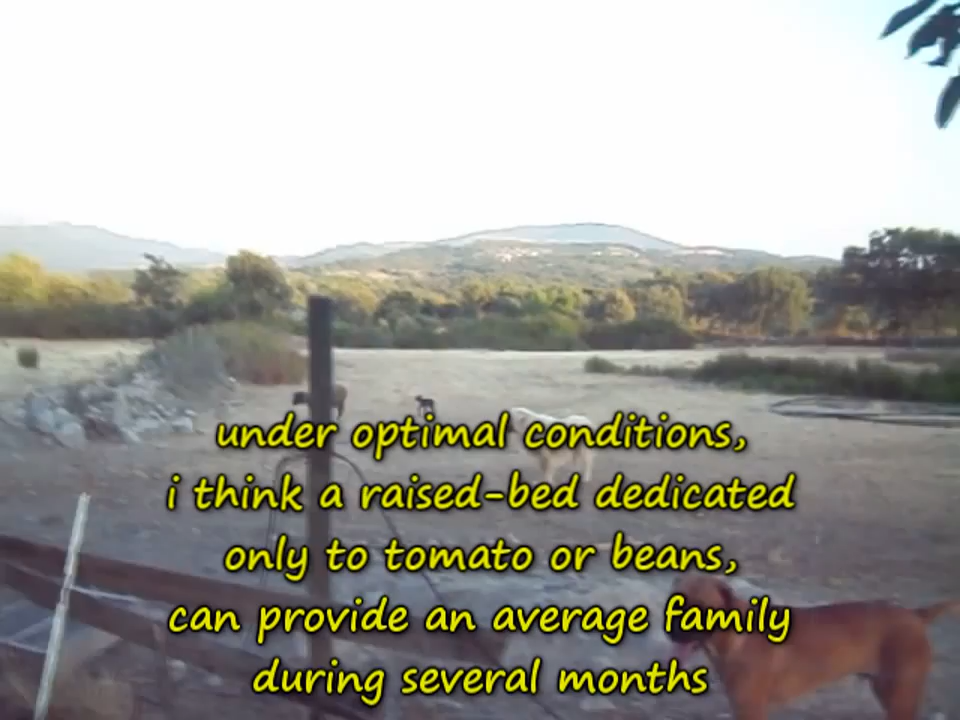 under optimal conditions,
i think a raised-bed dedicated
only to tomato or beans,
can provide an average family
during several months